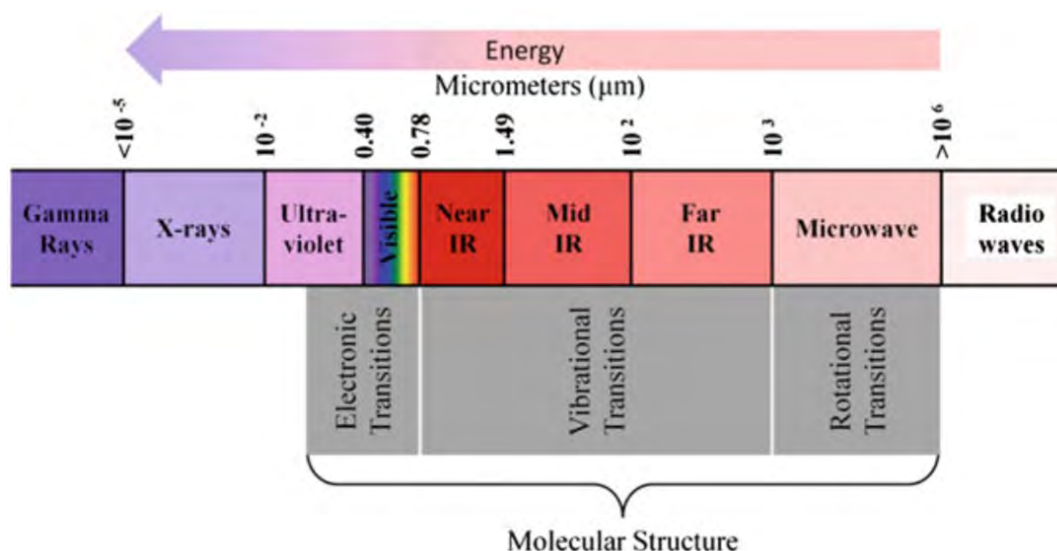 Energy
Micrometers (μm)
<10⁻⁵
10⁻²
0.40
0.78
1.49
10²
10³
>10⁶
Gamma
Rays
X-rays
Ultra-
violet
Visible
Near
IR
Mid
IR
Far
IR
Microwave
Radio
waves
Electronic
Transitions
Vibrational
Transitions
Rotational
Transitions
Molecular Structure